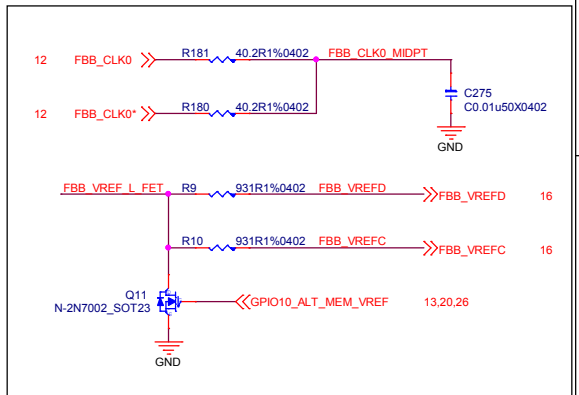 12 FBB_CLK0 R181 40.2R1%0402 FBB_CLK0_MIDPT
C275
C0.01u50X0402
12 FBB_CLK0* R180 40.2R1%0402
GND
FBB_VREF_L_FET R9 931R1%0402 FBB_VREFD FBB_VREFD 16
R10 931R1%0402 FBB_VREFC FBB_VREFC 16
Q11
N-2N7002_SOT23
GPIO10_ALT_MEM_VREF 13,20,26
GND